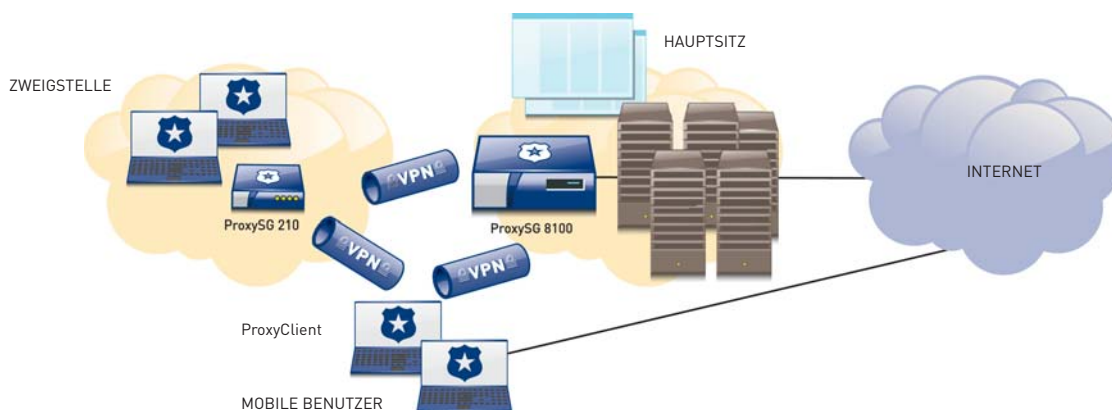 HAUPTSITZ
ZWEIGSTELLE
VPN
INTERNET
ProxySG 210
ProxySG 8100
VPN
VPN
ProxyClient
MOBILE BENUTZER